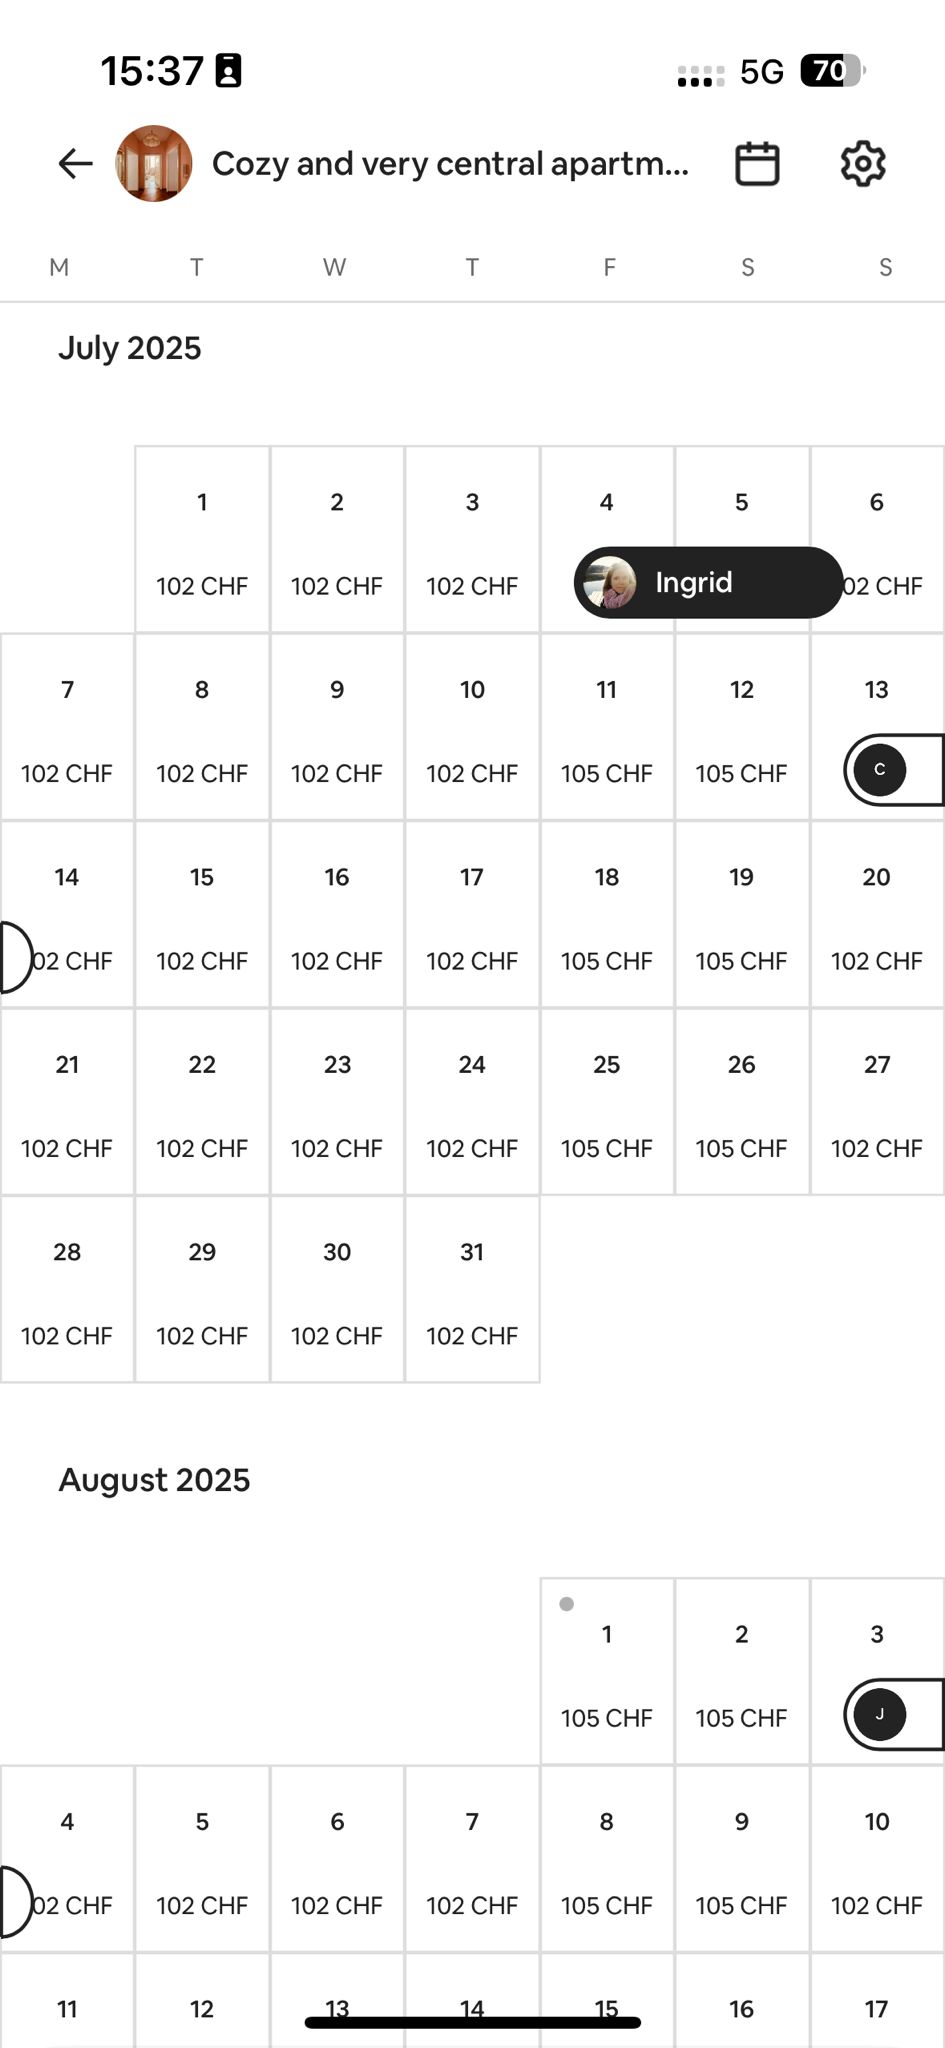 15:37 5G 70
Cozy and very central apartm...
M T W T F S S
July 2025
1 2 3 4 5 6
102 CHF 102 CHF 102 CHF Ingrid 02 CHF
7 8 9 10 11 12 13
102 CHF 102 CHF 102 CHF 102 CHF 105 CHF 105 CHF C
14 15 16 17 18 19 20
02 CHF 102 CHF 102 CHF 102 CHF 105 CHF 105 CHF 102 CHF
21 22 23 24 25 26 27
102 CHF 102 CHF 102 CHF 102 CHF 105 CHF 105 CHF 102 CHF
28 29 30 31
102 CHF 102 CHF 102 CHF 102 CHF
August 2025
1 2 3
105 CHF 105 CHF J
4 5 6 7 8 9 10
02 CHF 102 CHF 102 CHF 102 CHF 105 CHF 105 CHF 102 CHF
11 12 13 14 15 16 17